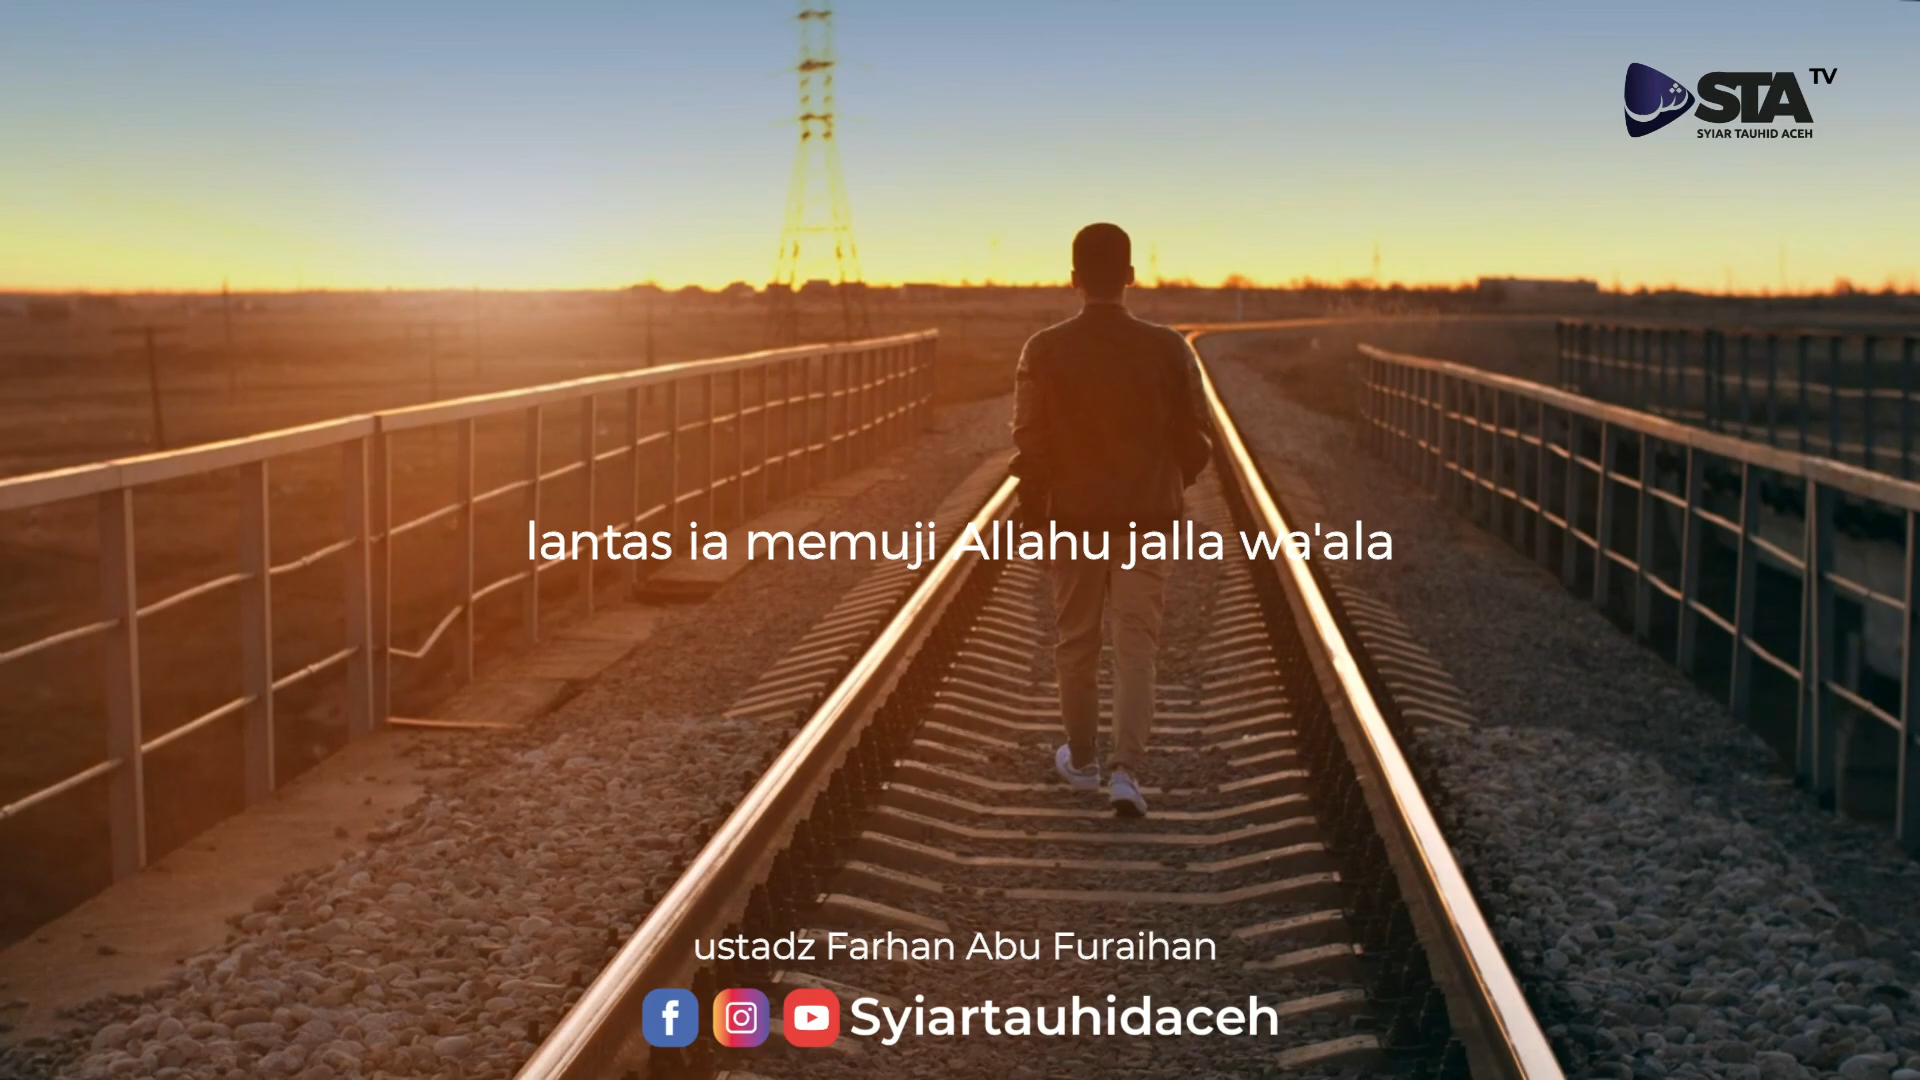 STA TV
SYIAR TAUHID ACEH
lantas ia memuji Allahu jalla wa'ala
ustadz Farhan Abu Furaihan
Syiartauhidaceh